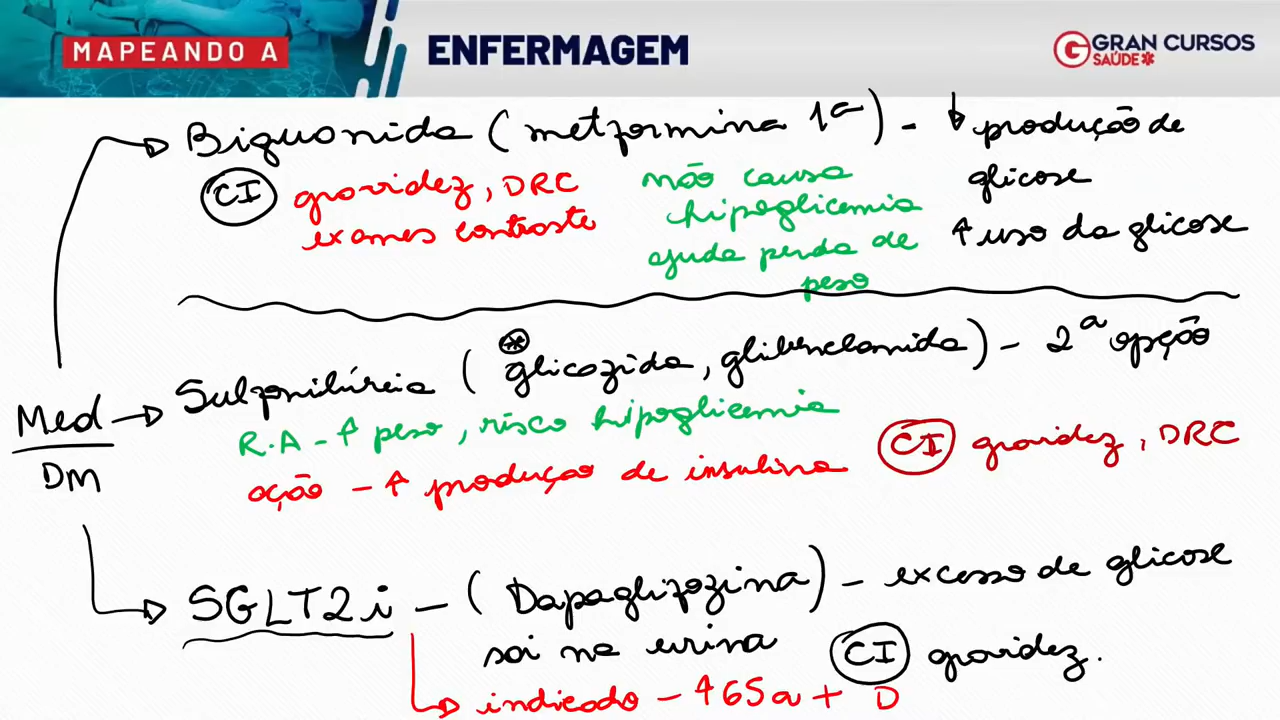 MAPEANDO A
ENFERMAGEM
GRAN CURSOS
SAÚDE
Biguanida (metformina 1ª) - ↓ produção de
glicose
↑ uso da glicose
CI gravidez, DRC
exames contraste
não causa
hipoglicemia
ajuda perda de
peso
Med
DM
Sulfonilúreia (glicazida, glibenclamida) - 2ª opção
R.A - ↑ peso, risco hipoglicemia
ação - ↑ produção de insulina
CI gravidez, DRC
SGLT2i - (Dapaglifozina) - excesso de glicose
sai na urina
CI gravidez.
indicado - ↑ 65a + D